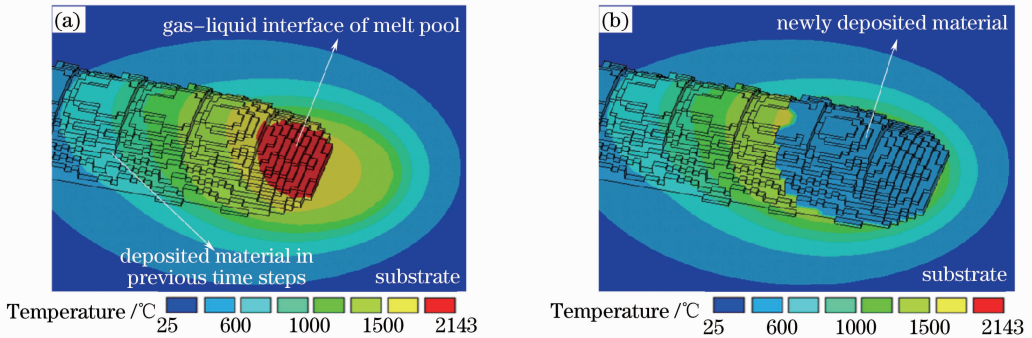 (a)
gas-liquid interface of melt pool
deposited material in
previous time steps
substrate
Temperature /℃
25 600 1000 1500 2143
(b)
newly deposited material
substrate
Temperature /℃
25 600 1000 1500 2143